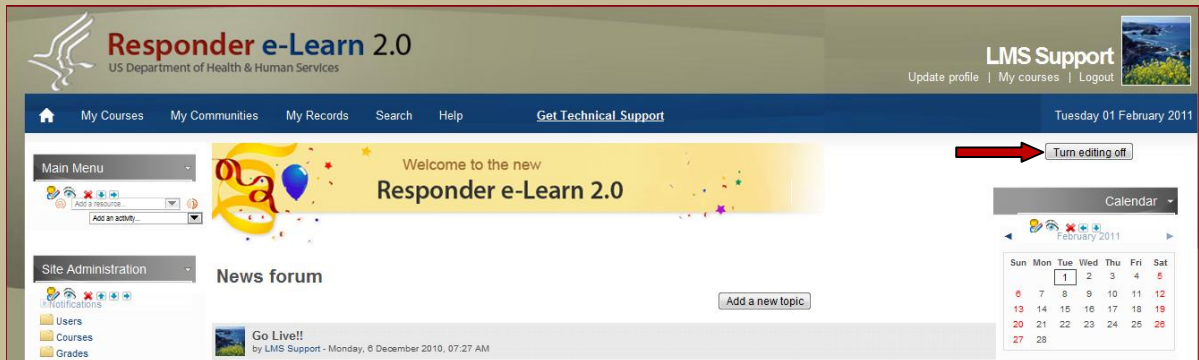 Responder e-Learn 2.0
US Department of Health & Human Services
LMS Support
Update profile | My courses | Logout
My Courses My Communities My Records Search Help Get Technical Support Tuesday 01 February 2011
Turn editing off
Main Menu
Add a resource...
Add an activity...
Welcome to the new
Responder e-Learn 2.0
Calendar
February 2011
Sun Mon Tue Wed Thu Fri Sat
1 2 3 4 5
6 7 8 9 10 11 12
13 14 15 16 17 18 19
20 21 22 23 24 25 26
27 28
Site Administration
Notifications
Users
Courses
Grades
News forum
Add a new topic
Go Live!!
by LMS Support - Monday, 6 December 2010, 07:27 AM